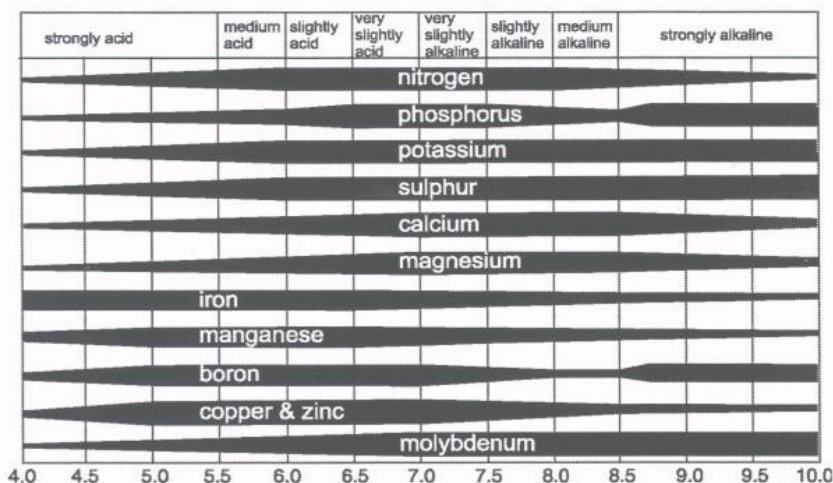 strongly acid
medium
acid
slightly
acid
very
slightly
acid
very
slightly
alkaline
slightly
alkaline
medium
alkaline
strongly alkaline
nitrogen
phosphorus
potassium
sulphur
calcium
magnesium
iron
manganese
boron
copper & zinc
molybdenum
4.0 4.5 5.0 5.5 6.0 6.5 7.0 7.5 8.0 8.5 9.0 9.5 10.0